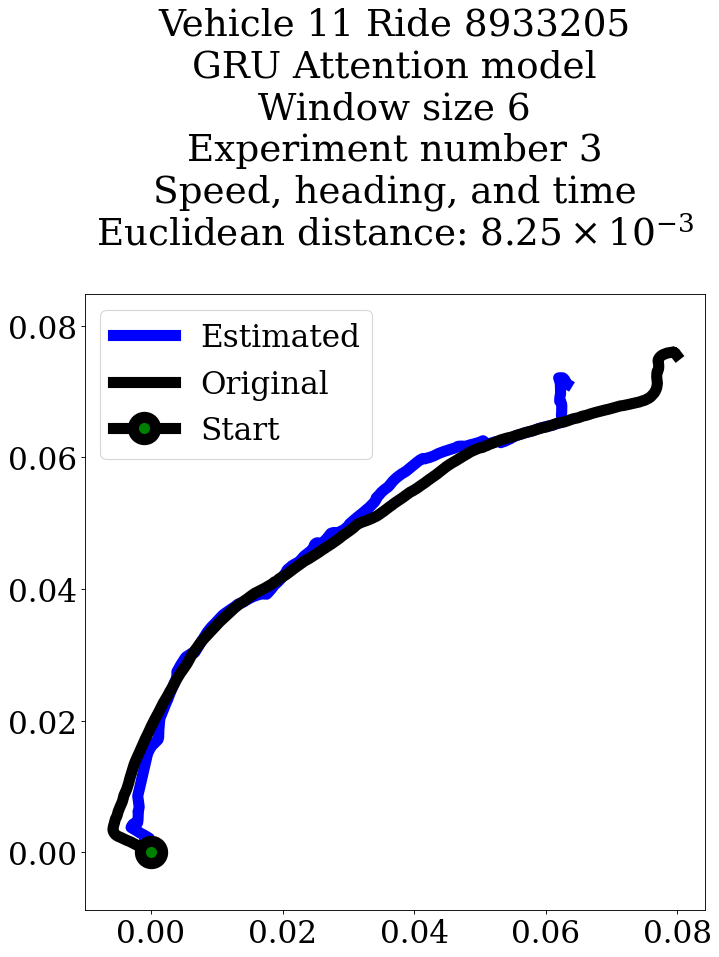 Vehicle 11 Ride 8933205
GRU Attention model
Window size 6
Experiment number 3
Speed, heading, and time
Euclidean distance: 8.25 × 10⁻³
Estimated
Original
Start
0.08
0.06
0.04
0.02
0.00
0.00 0.02 0.04 0.06 0.08